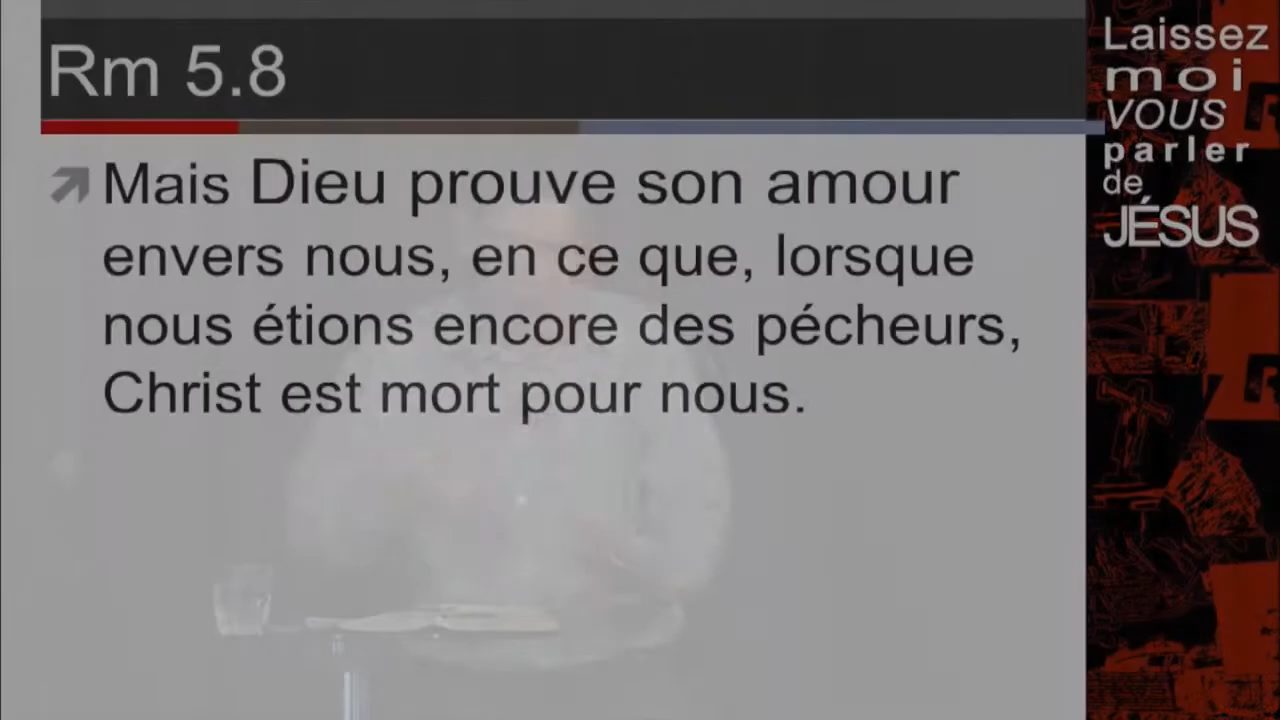 Rm 5.8
Mais Dieu prouve son amour
envers nous, en ce que, lorsque
nous étions encore des pécheurs,
Christ est mort pour nous.
Laissez
moi
VOUS
parler
de
JÉSUS